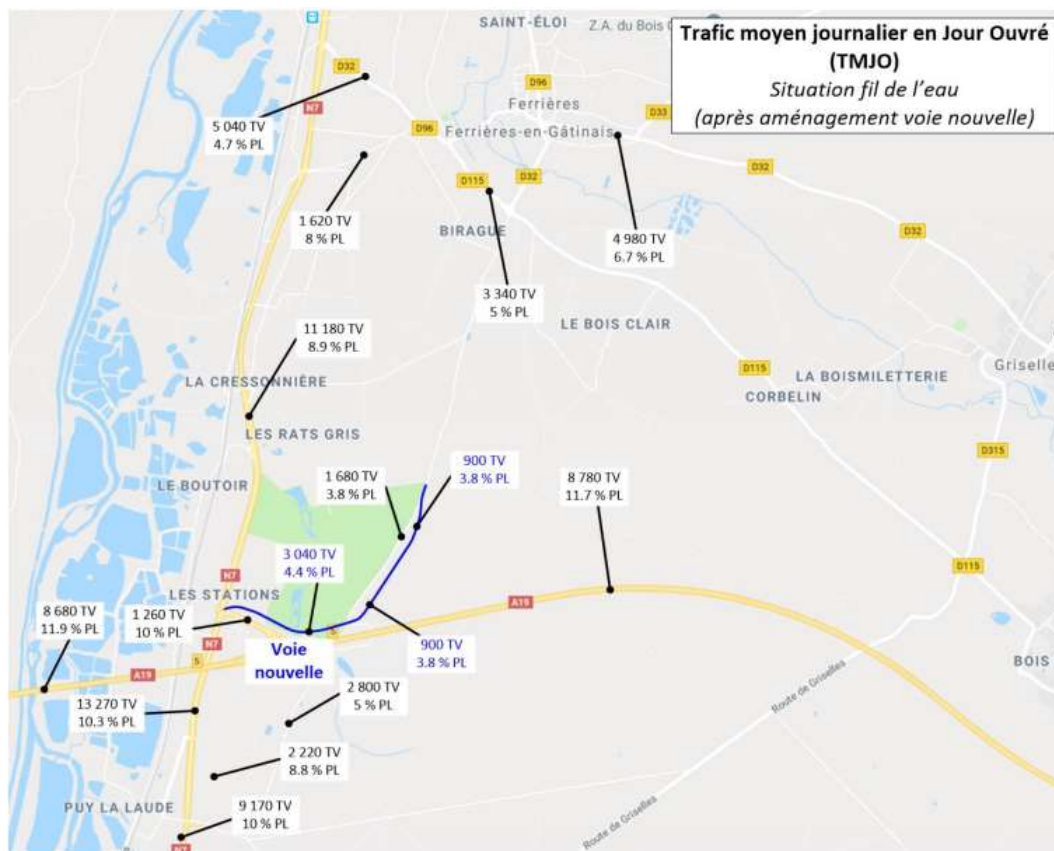 SAINT-ÉLOI
Z.A. du Bois
Trafic moyen journalier en Jour Ouvré
(TMJO)
Situation fil de l'eau
(après aménagement voie nouvelle)
D32
N7
D96
Ferrières
D33
5 040 TV
4.7 % PL
D96
Ferrières-en-Gâtinais
D32
D115
D32
1 620 TV
8 % PL
BIRAGUE
4 980 TV
6.7 % PL
D32
3 340 TV
5 % PL
11 180 TV
8.9 % PL
LE BOIS CLAIR
LA CRESSONNIÈRE
D115
LA BOISMILETTERIE
Griselle
CORBELIN
LES RATS GRIS
D315
LE BOUTOIR
1 680 TV
3.8 % PL
900 TV
3.8 % PL
8 780 TV
11.7 % PL
3 040 TV
4.4 % PL
N7
D115
LES STATIONS
A19
8 680 TV
11.9 % PL
1 260 TV
10 % PL
N7
900 TV
3.8 % PL
5
Voie
nouvelle
BOIS
A19
2 800 TV
5 % PL
13 270 TV
10.3 % PL
Route de Griselles
2 220 TV
8.8 % PL
PUY LA LAUDE
9 170 TV
10 % PL
Route de Griselles
N7